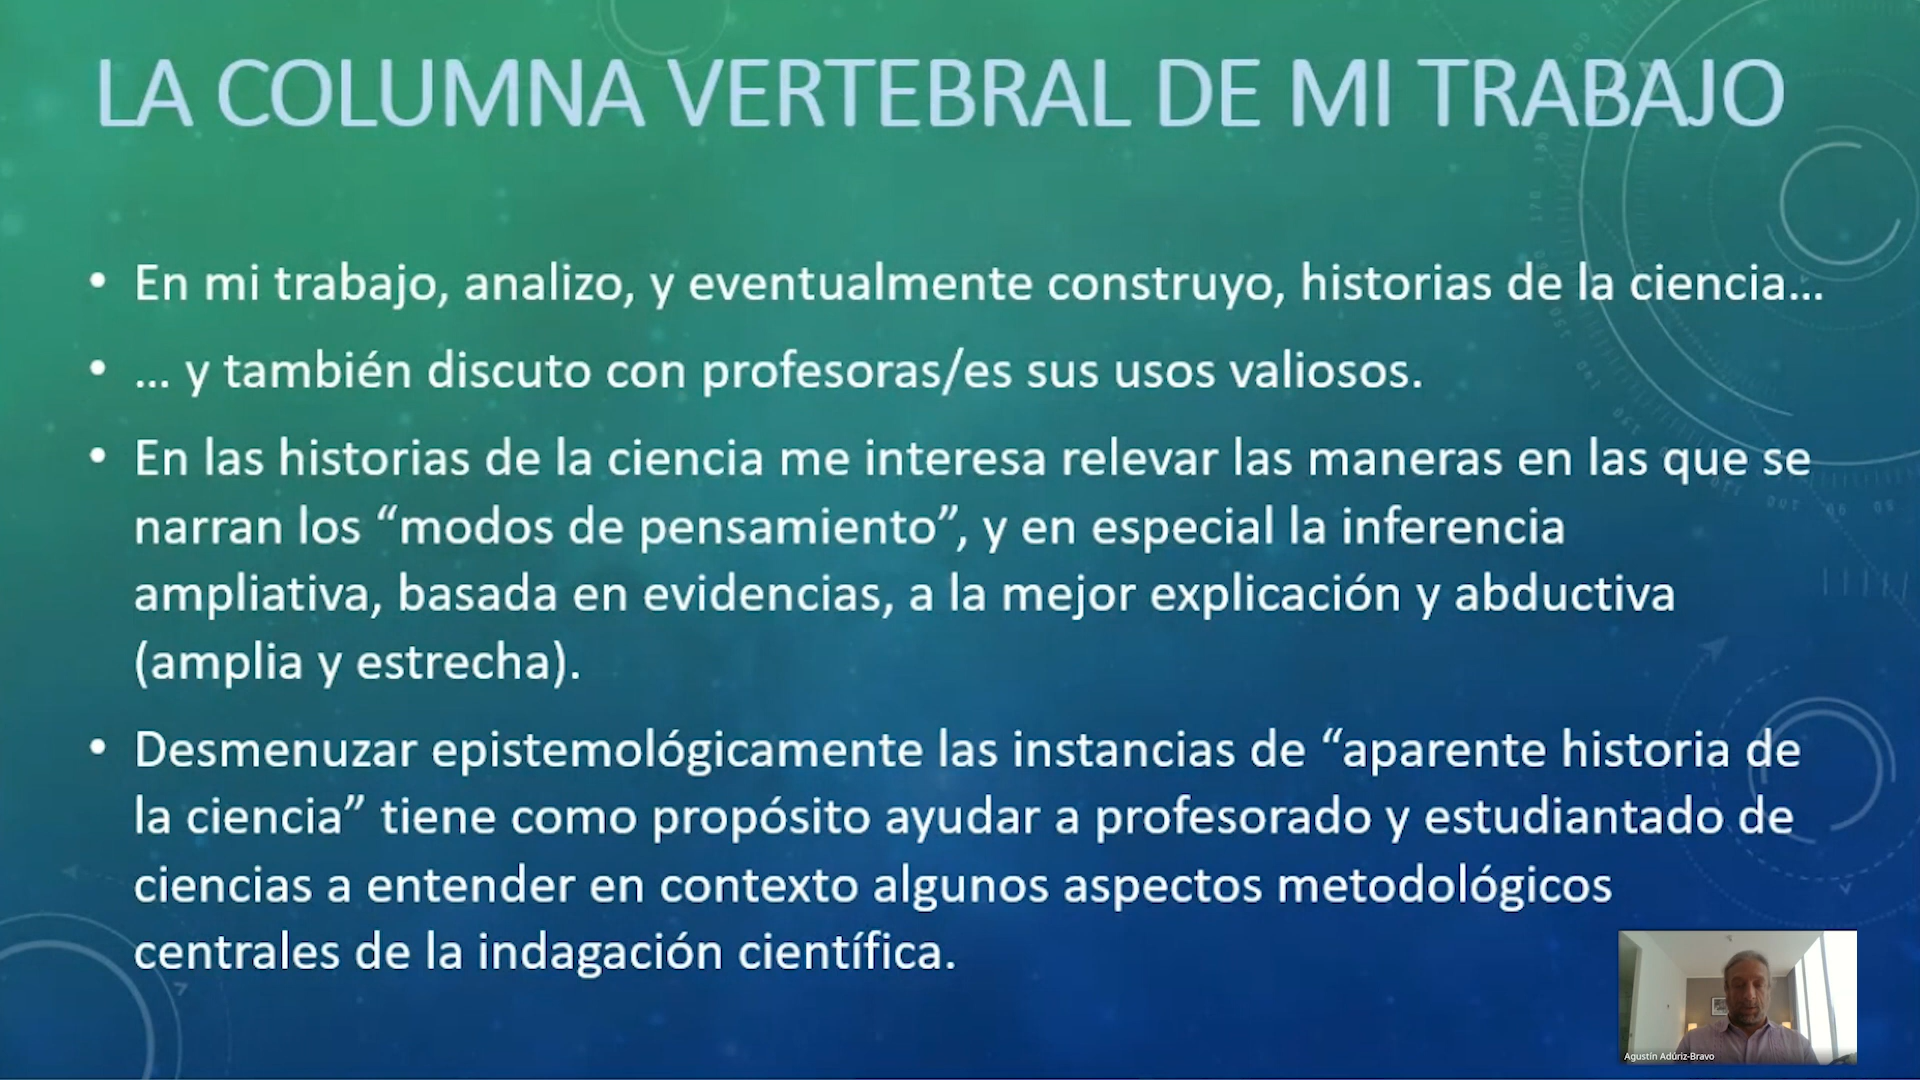 LA COLUMNA VERTEBRAL DE MI TRABAJO
• En mi trabajo, analizo, y eventualmente construyo, historias de la ciencia...
• ... y también discuto con profesoras/es sus usos valiosos.
• En las historias de la ciencia me interesa relevar las maneras en las que se
narran los “modos de pensamiento”, y en especial la inferencia
ampliativa, basada en evidencias, a la mejor explicación y abductiva
(amplia y estrecha).
• Desmenuzar epistemológicamente las instancias de “aparente historia de
la ciencia” tiene como propósito ayudar a profesorado y estudiantado de
ciencias a entender en contexto algunos aspectos metodológicos
centrales de la indagación científica.
Agustín Adúriz-Bravo